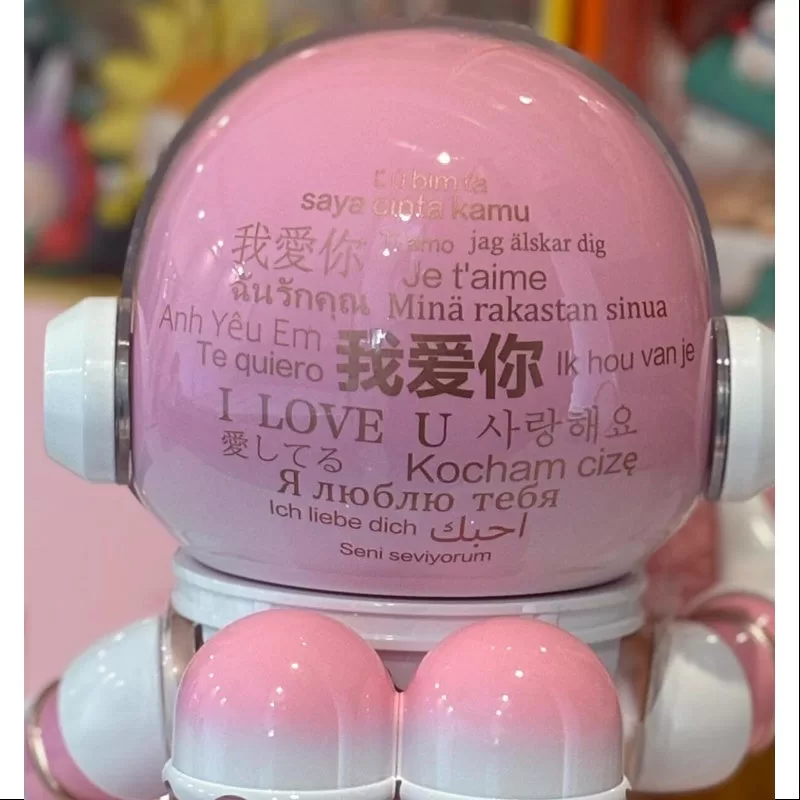 saya cinta kamu
我愛你 Ti amo jag älskar dig
Je t'aime
ฉันรักคุณ Minä rakastan sinua
Anh Yêu Em
Te quiero 我爱你 Ik hou van je
I LOVE U 사랑해요
愛してる Kocham cizę
Я люблю тебя
Ich liebe dich احبك
Seni seviyorum